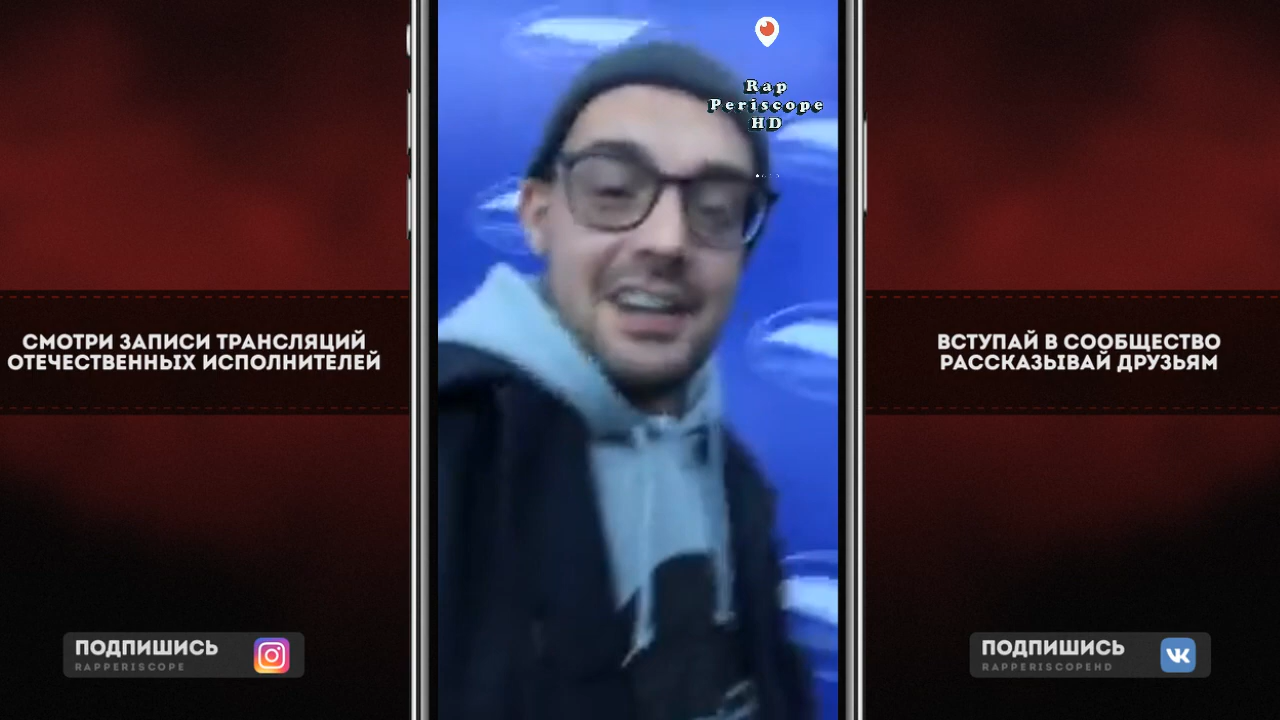 Rap
Periscope
HD
СМОТРИ ЗАПИСИ ТРАНСЛЯЦИЙ
ОТЕЧЕСТВЕННЫХ ИСПОЛНИТЕЛЕЙ
ВСТУПАЙ В СООБЩЕСТВО
РАССКАЗЫВАЙ ДРУЗЬЯМ
ПОДПИШИСЬ
RAPPERISCOPE
ПОДПИШИСЬ
RAPPERISCOPEHD